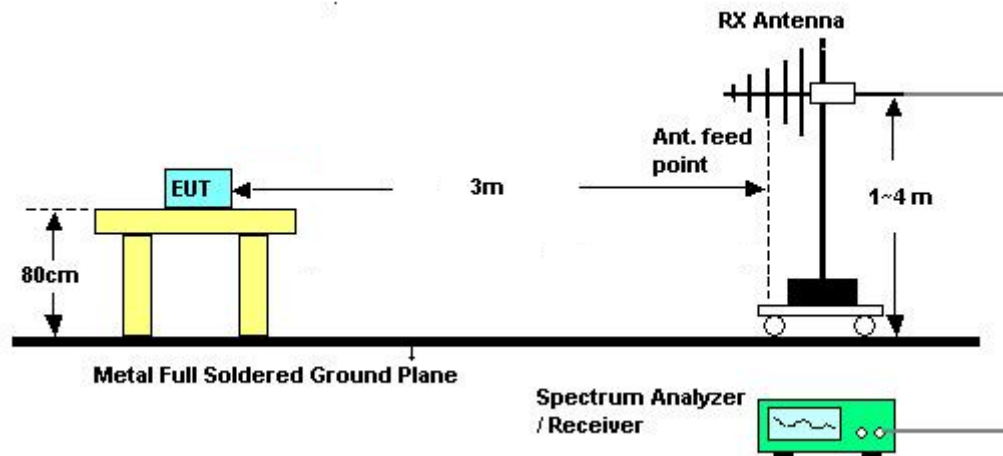 RX Antenna
Ant. feed
point
EUT
3m
1~4 m
80cm
Metal Full Soldered Ground Plane
Spectrum Analyzer
/ Receiver